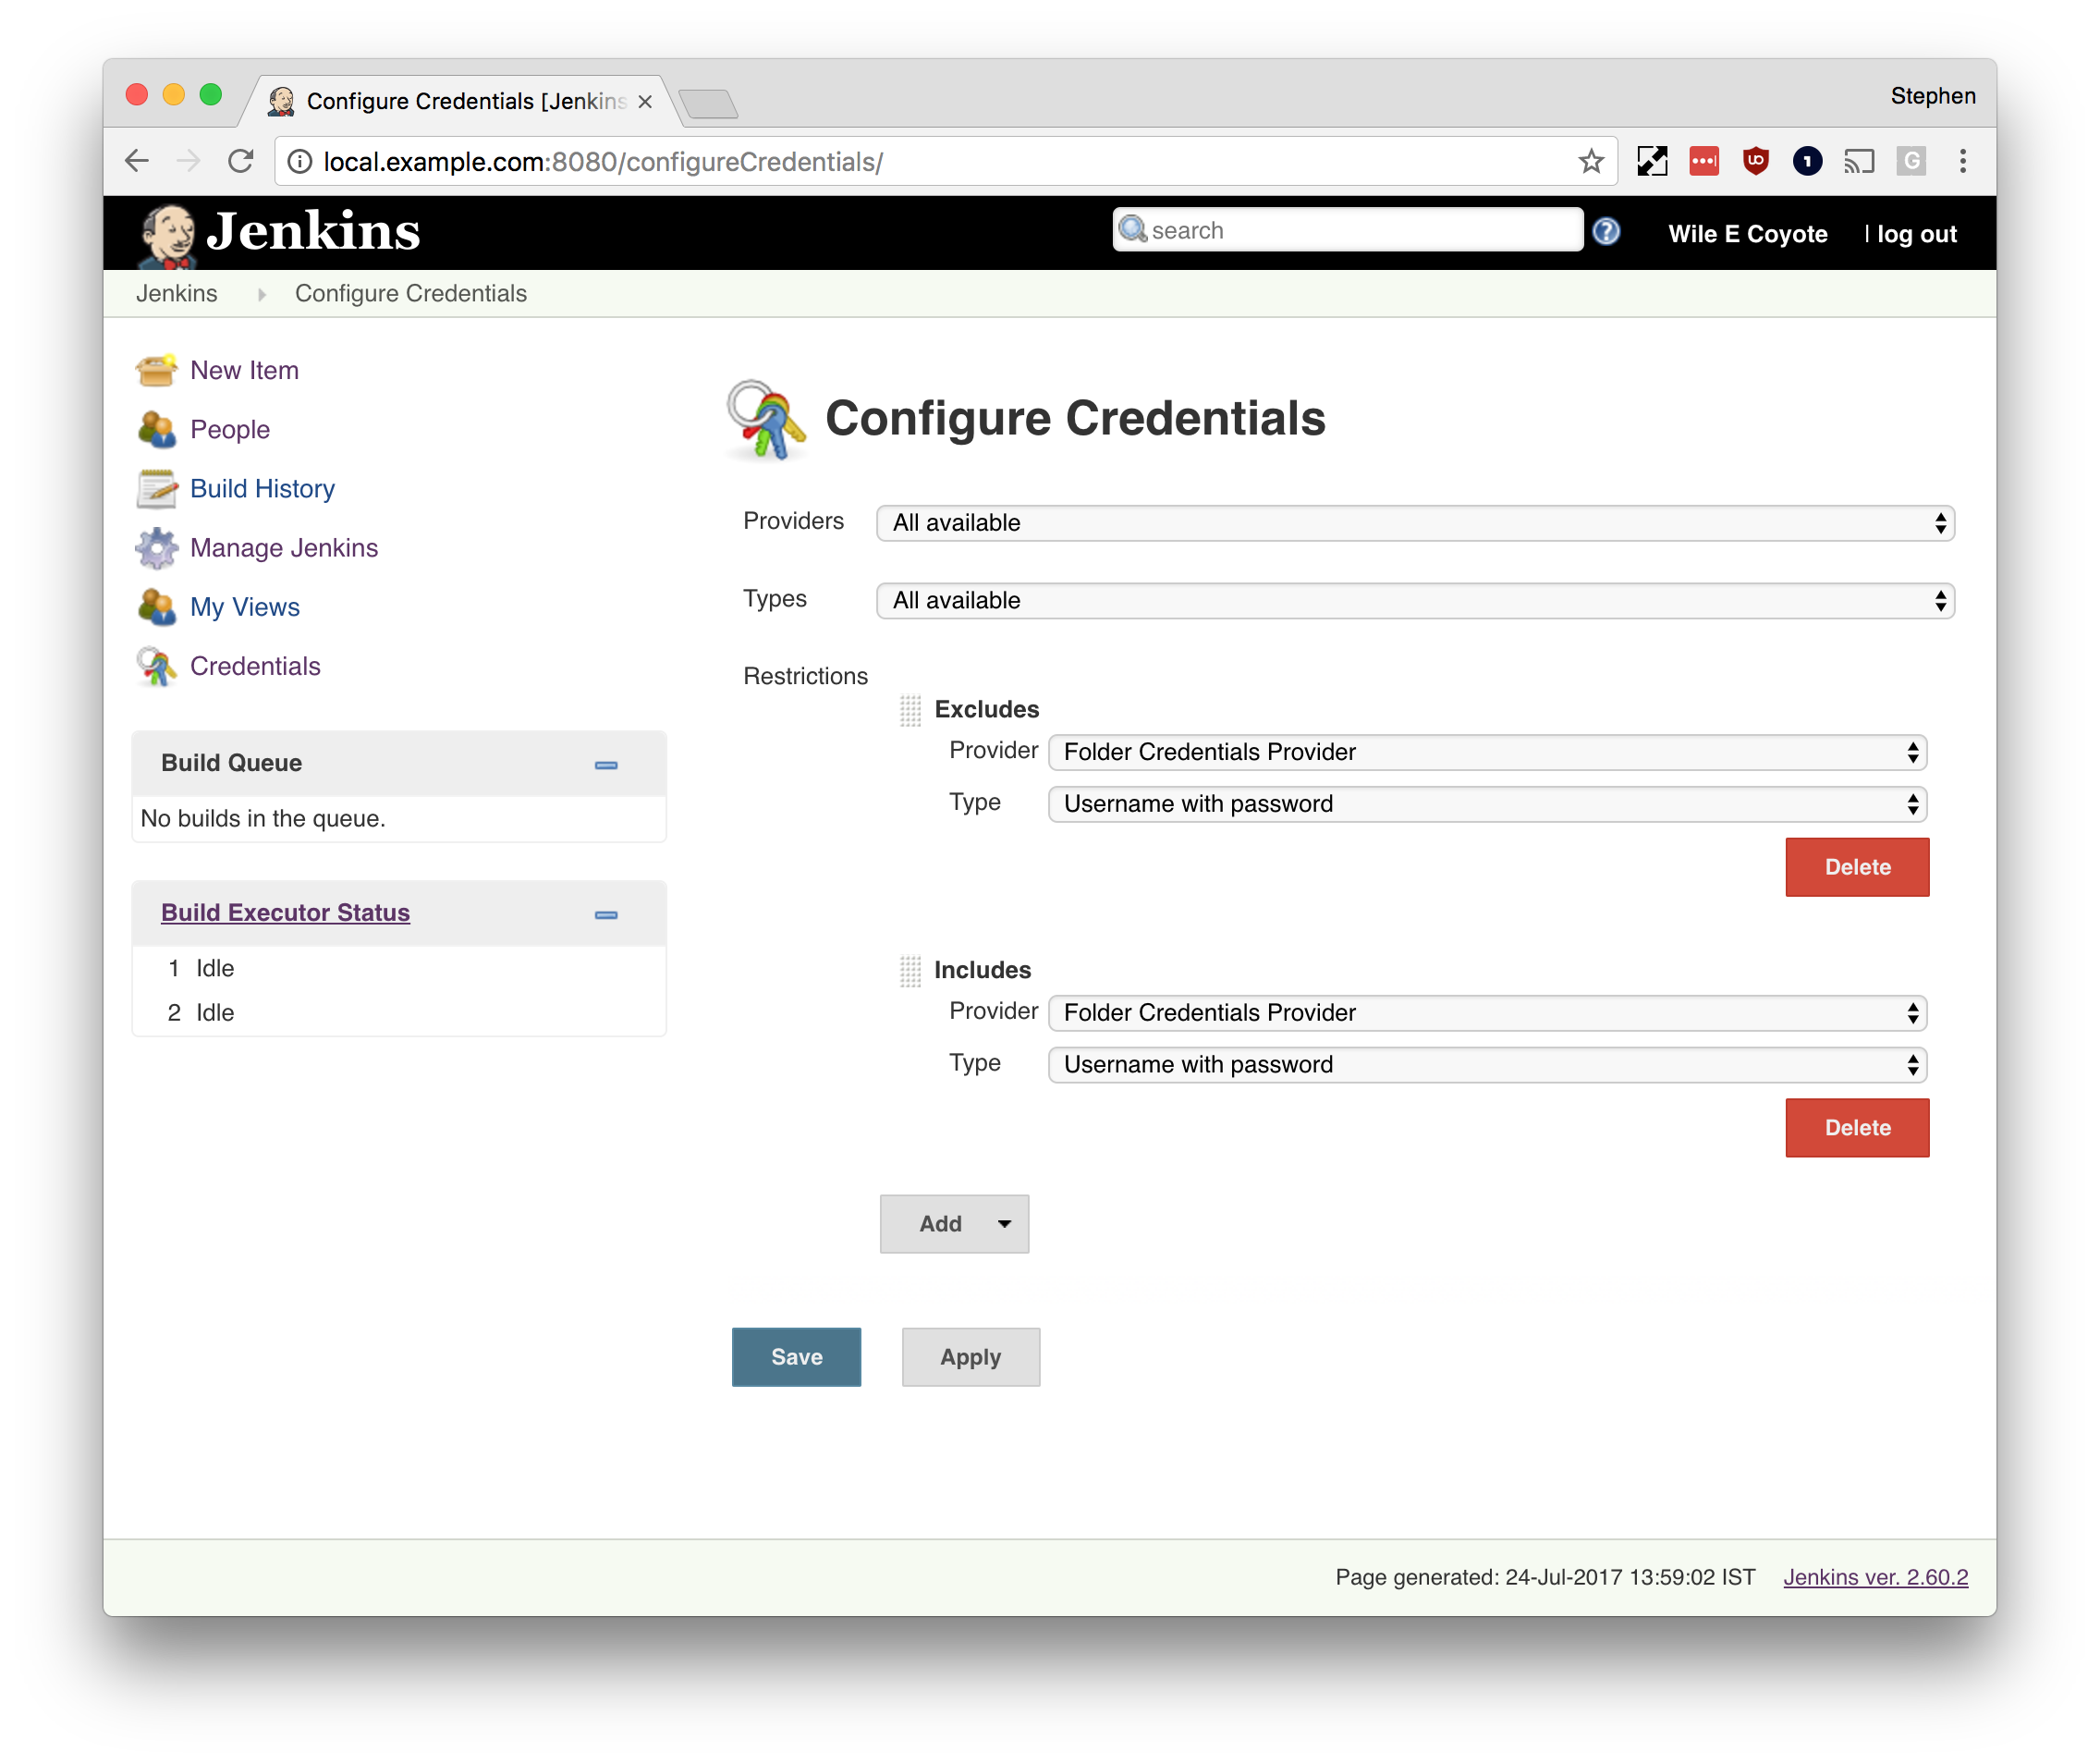 Configure Credentials [Jenkins
Stephen
local.example.com:8080/configureCredentials/
Jenkins
search
Wile E Coyote
| log out
Jenkins
Configure Credentials
New Item
People
Build History
Manage Jenkins
My Views
Credentials
Build Queue
No builds in the queue.
Build Executor Status
1 Idle
2 Idle
Configure Credentials
Providers All available
Types All available
Restrictions
Excludes
Provider Folder Credentials Provider
Type Username with password
Delete
Includes
Provider Folder Credentials Provider
Type Username with password
Delete
Add
Save Apply
Page generated: 24-Jul-2017 13:59:02 IST Jenkins ver. 2.60.2